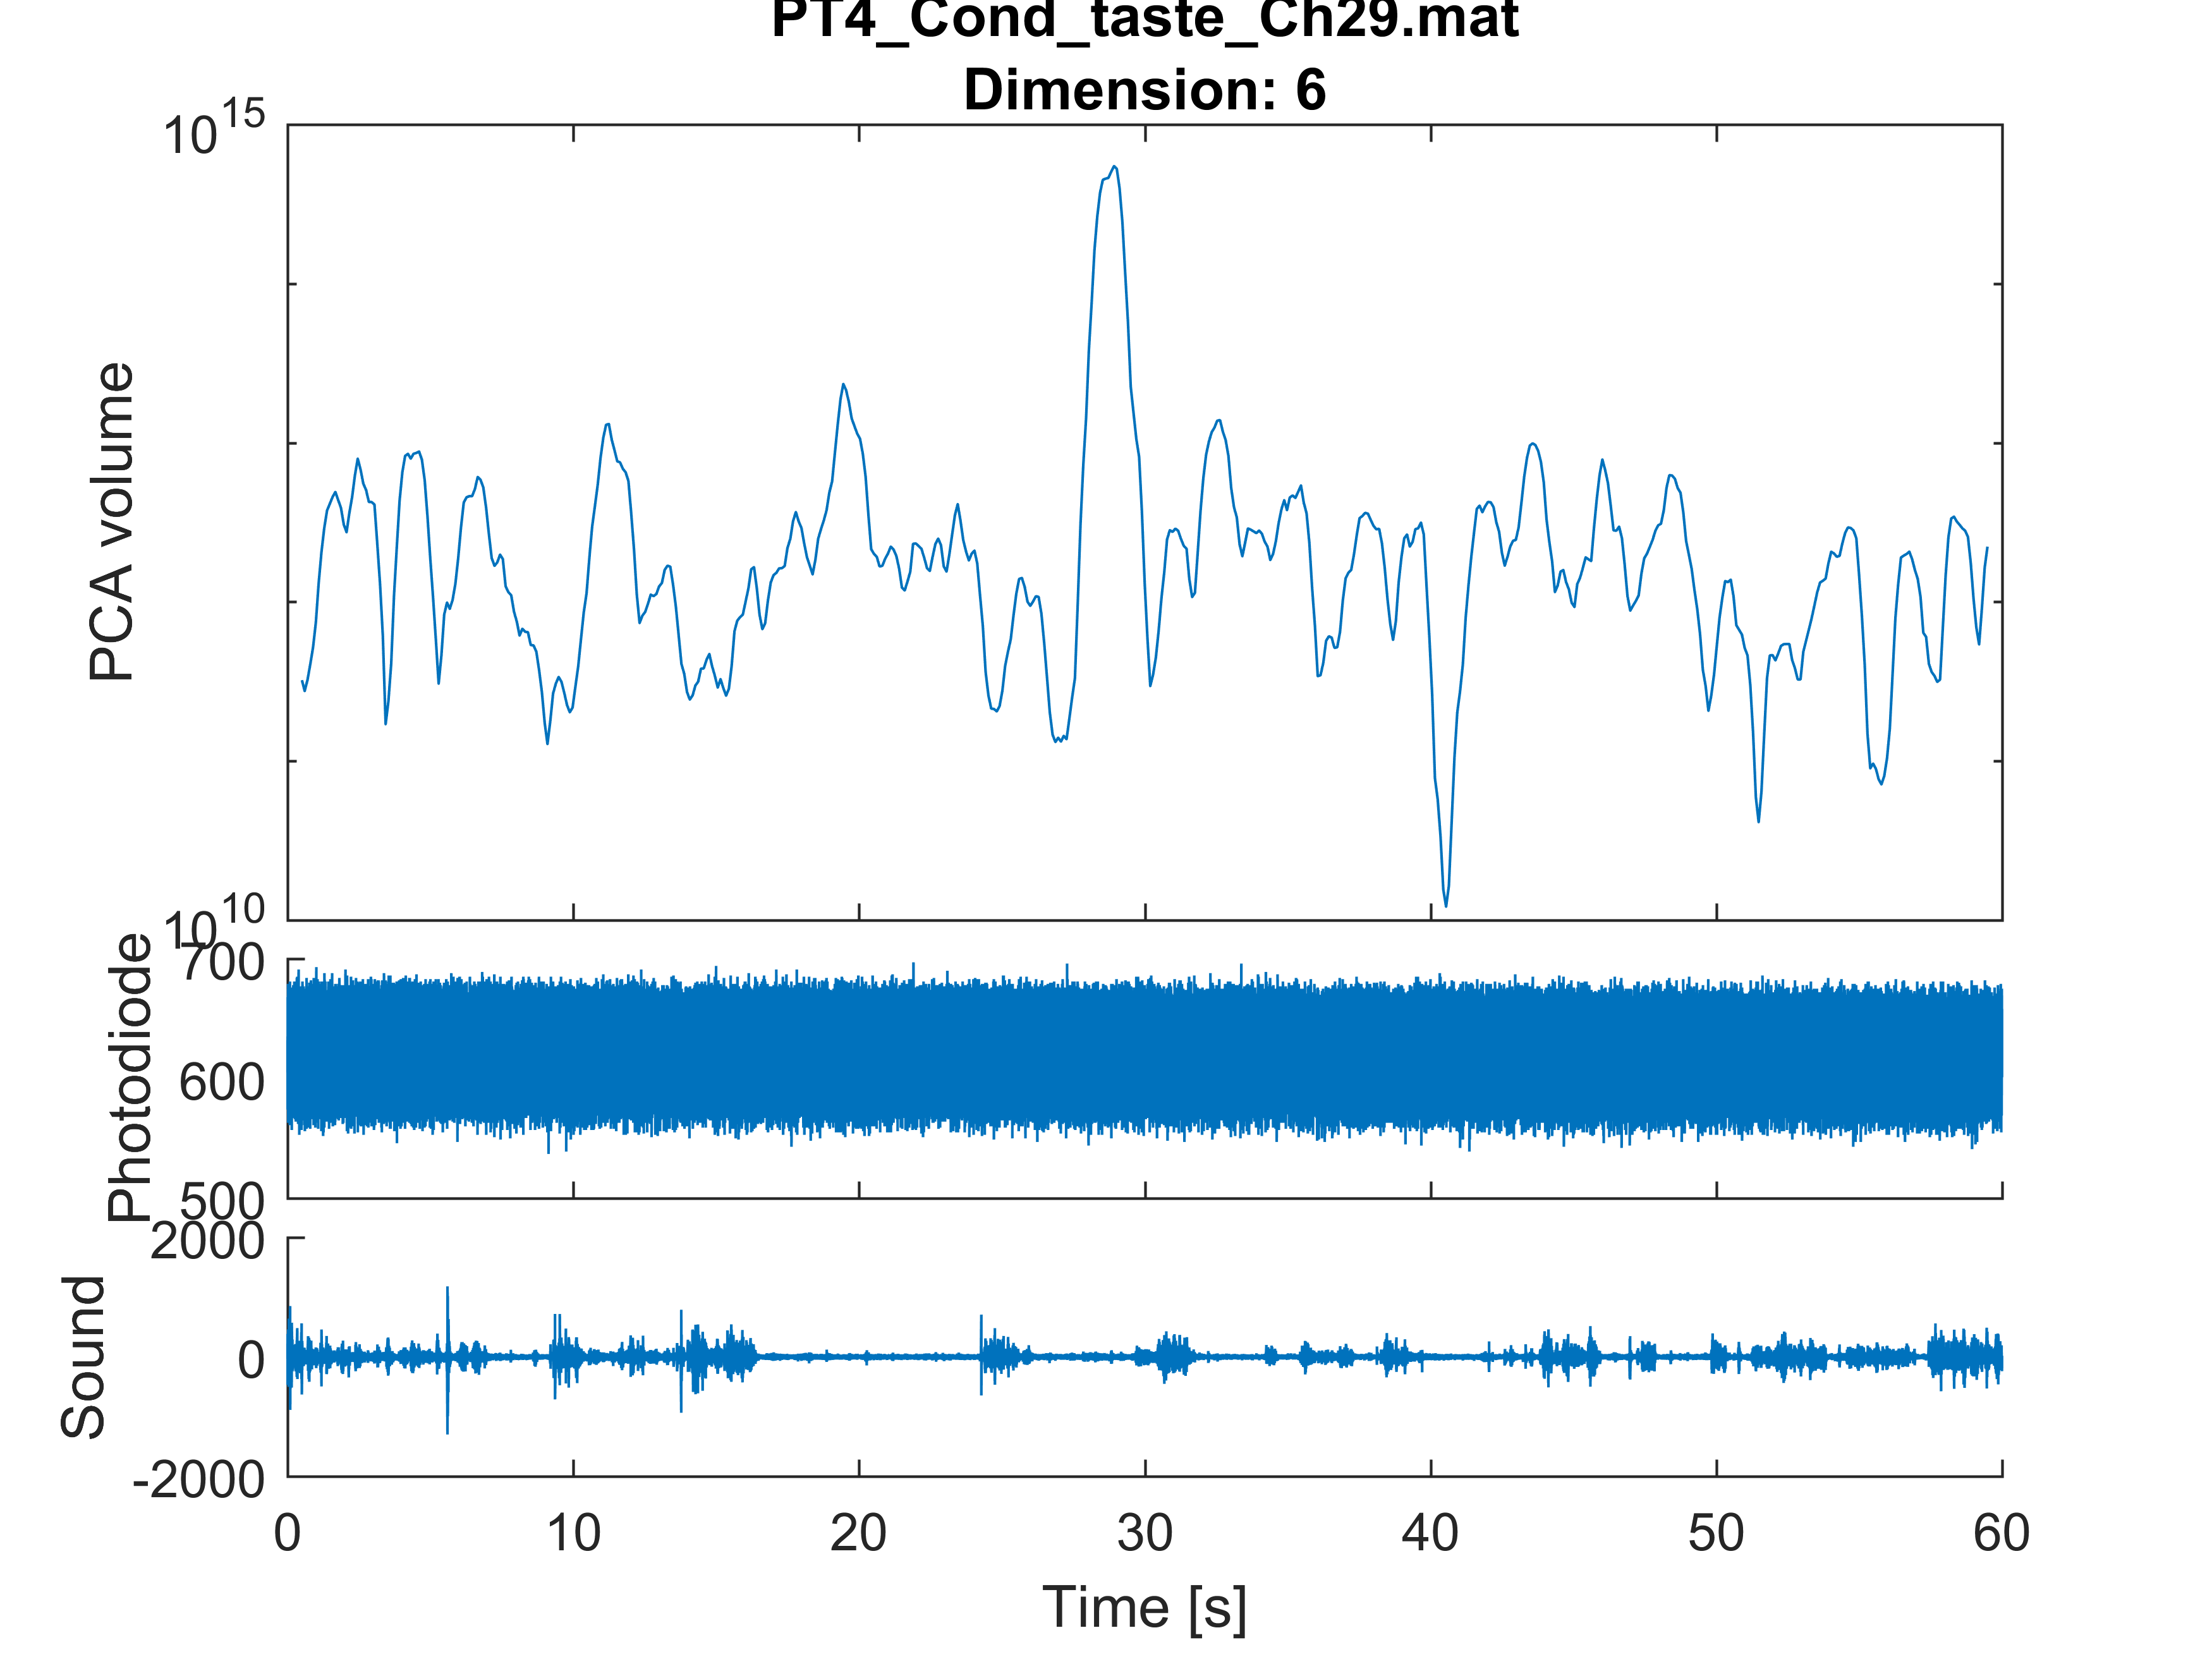 PT4_Cond_taste_Ch29.mat
Dimension: 6
10^15
PCA volume
10^10
Photodiode
700
600
500
Sound
2000
0
-2000
0 10 20 30 40 50 60
Time [s]